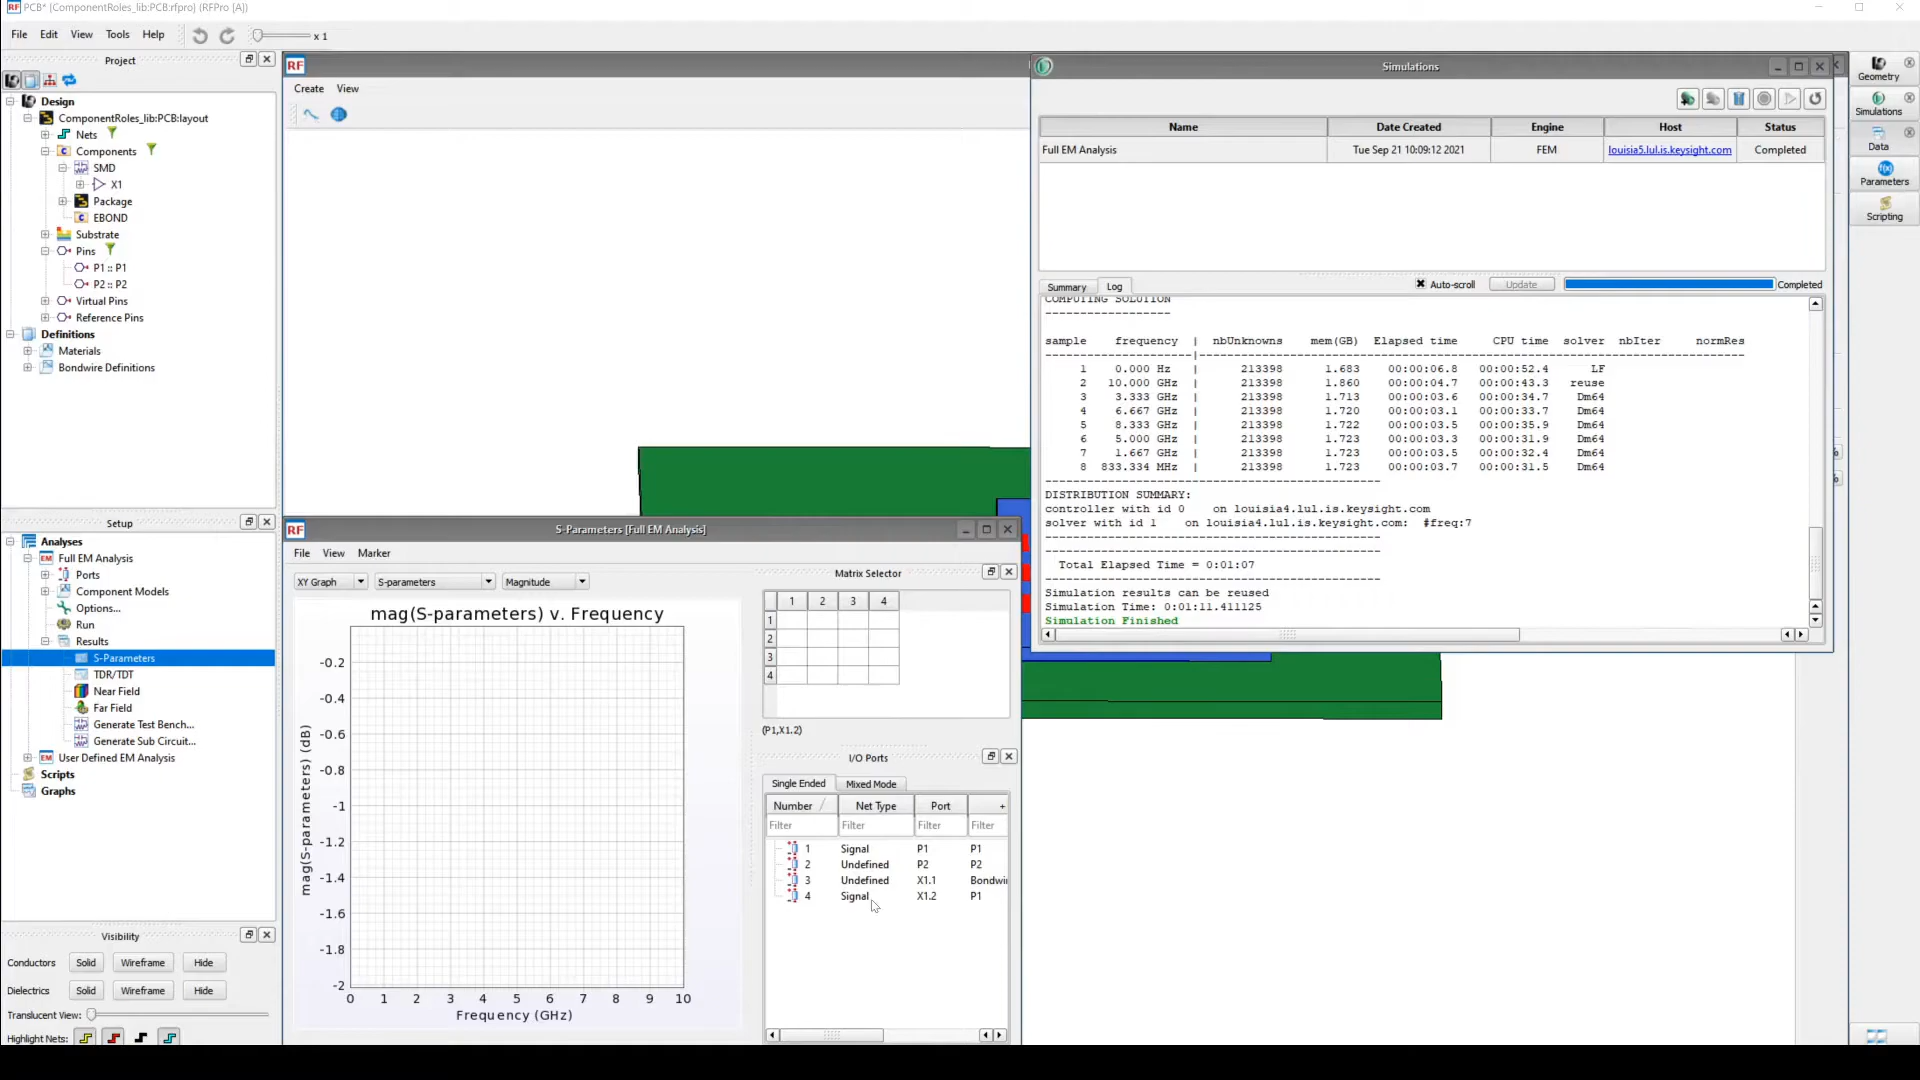 PCB* [ComponentRoles_lib:PCB:rfpro] (RFPro [A])
File Edit View Tools Help x 1
Project
Design
ComponentRoles_lib:PCB:layout
Nets
Components
SMD
X1
Package
EBOND
Substrate
Pins
P1 :: P1
P2 :: P2
Virtual Pins
Reference Pins
Definitions
Materials
Bondwire Definitions
Setup
Analyses
Full EM Analysis
Ports
Component Models
Options...
Run
Results
S-Parameters
TDR/TDT
Near Field
Far Field
Generate Test Bench...
Generate Sub Circuit...
User Defined EM Analysis
Scripts
Graphs
Visibility
Conductors Solid Wireframe Hide
Dielectrics Solid Wireframe Hide
Translucent View:
Highlight Nets:
RF
Create View
Simulations
Name Date Created Engine Host Status
Full EM Analysis Tue Sep 21 10:09:12 2021 FEM louisia5.lul.is.keysight.com Completed
Summary Log Auto-scroll Update Completed
COMPUTING SOLUTION
-----------------
sample frequency | nbUnknowns mem(GB) Elapsed time CPU time solver nbIter normRes
1 0.000 Hz | 213398 1.683 00:00:06.8 00:00:52.4 LF
2 10.000 GHz | 213398 1.860 00:00:04.7 00:00:43.3 reuse
3 3.333 GHz | 213398 1.713 00:00:03.6 00:00:34.7 Dm64
4 6.667 GHz | 213398 1.720 00:00:03.1 00:00:33.7 Dm64
5 8.333 GHz | 213398 1.722 00:00:03.5 00:00:35.9 Dm64
6 5.000 GHz | 213398 1.723 00:00:03.3 00:00:31.9 Dm64
7 1.667 GHz | 213398 1.723 00:00:03.5 00:00:32.4 Dm64
8 833.334 MHz | 213398 1.723 00:00:03.7 00:00:31.5 Dm64
DISTRIBUTION SUMMARY:
controller with id 0 on louisia4.lul.is.keysight.com
solver with id 1 on louisia4.lul.is.keysight.com: #freq:7
Total Elapsed Time = 0:01:07
Simulation results can be reused
Simulation Time: 0:01:11.411125
Simulation Finished
Geometry
Simulations
Data
Parameters
Scripting
RF S-Parameters [Full EM Analysis]
File View Marker
XY Graph S-parameters Magnitude
mag(S-parameters) v. Frequency
mag(S-parameters) (dB)
-0.2
-0.4
-0.6
-0.8
-1
-1.2
-1.4
-1.6
-1.8
-2
0 1 2 3 4 5 6 7 8 9 10
Frequency (GHz)
Matrix Selector
1 2 3 4
1
2
3
4
(P1,X1.2)
I/O Ports
Single Ended Mixed Mode
Number Net Type Port +
Filter Filter Filter Filter
1 Signal P1 P1
2 Undefined P2 P2
3 Undefined X1.1 Bondwi
4 Signal X1.2 P1